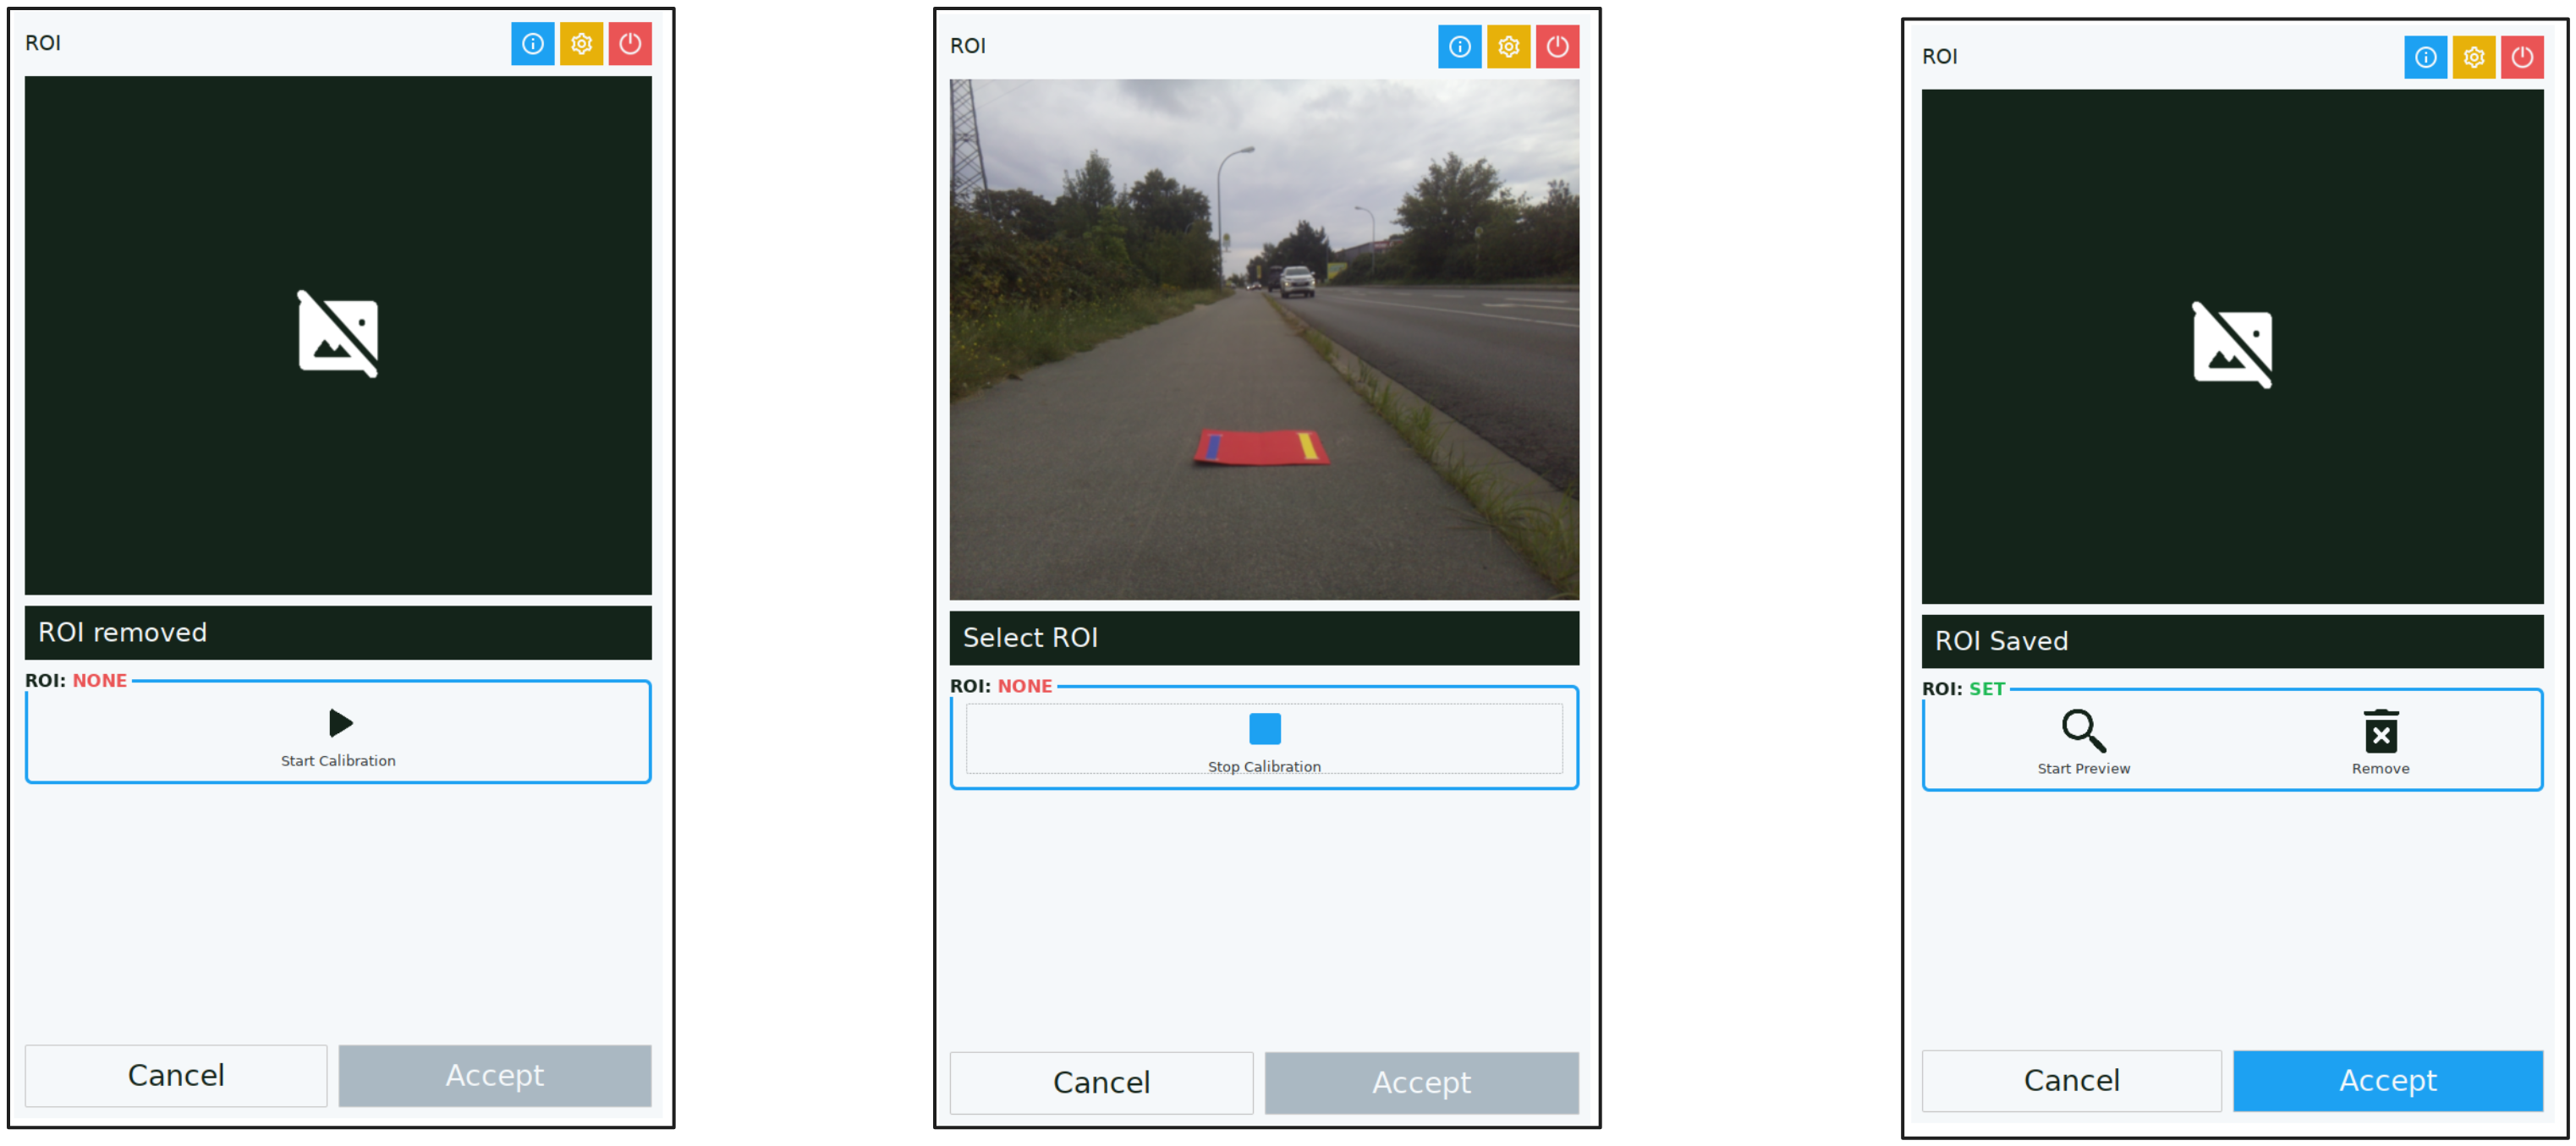 ROI
ROI removed
ROI: NONE
Start Calibration
Cancel
Accept
ROI
Select ROI
ROI: NONE
Stop Calibration
Cancel
Accept
ROI
ROI Saved
ROI: SET
Start Preview
Remove
Cancel
Accept